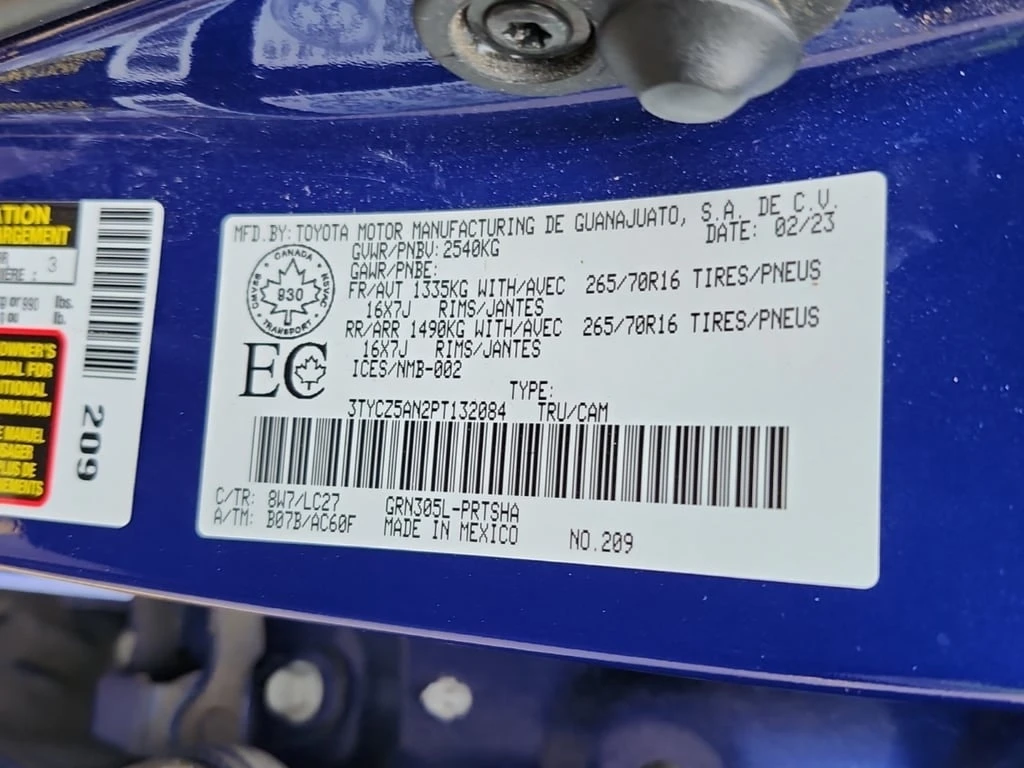 MFD.BY:TOYOTA MOTOR MANUFACTURING DE GUANAJUATO, S.A. DE C.V.
GVWR/PNBV:2540KG DATE: 02/23
GAWR/PNBE:
FR/AVT 1335KG WITH/AVEC 265/70R16 TIRES/PNEUS
16X7J RIMS/JANTES
RR/ARR 1490KG WITH/AVEC 265/70R16 TIRES/PNEUS
16X7J RIMS/JANTES
ICES/NMB-002
TYPE:
3TYCZ5AN2PT132084 TRU/CAM
C/TR: 8W7/LC27 GRN305L-PRTSHA
A/TM: B07B/AC60F MADE IN MEXICO NO.209
CANADA
930
TRANSPORT
EC
ATION
3
209
OWNER'S